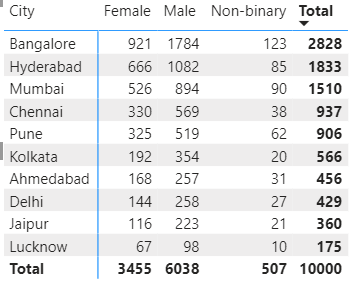 City Female Male Non-binary Total
Bangalore 921 1784 123 2828
Hyderabad 666 1082 85 1833
Mumbai 526 894 90 1510
Chennai 330 569 38 937
Pune 325 519 62 906
Kolkata 192 354 20 566
Ahmedabad 168 257 31 456
Delhi 144 258 27 429
Jaipur 116 223 21 360
Lucknow 67 98 10 175
Total 3455 6038 507 10000